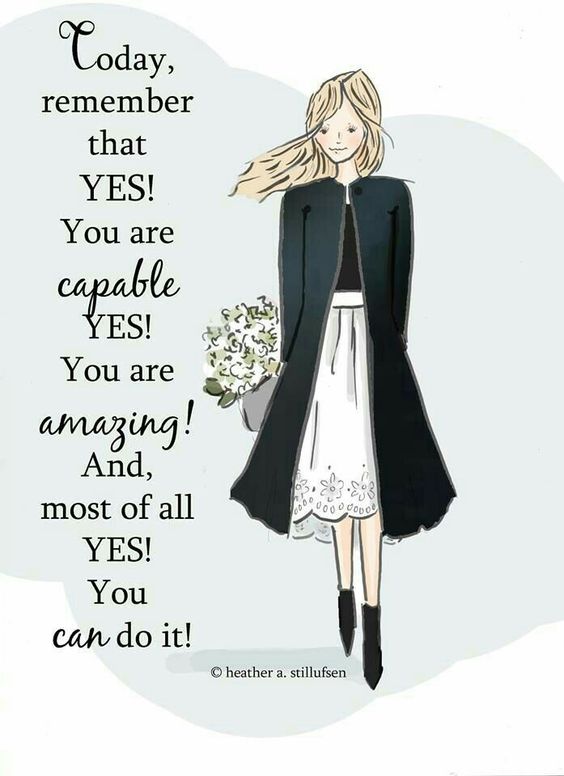 Today,
remember
that
YES!
You are
capable
YES!
You are
amazing!
And,
most of all
YES!
You
can do it!
© heather a. stillufsen